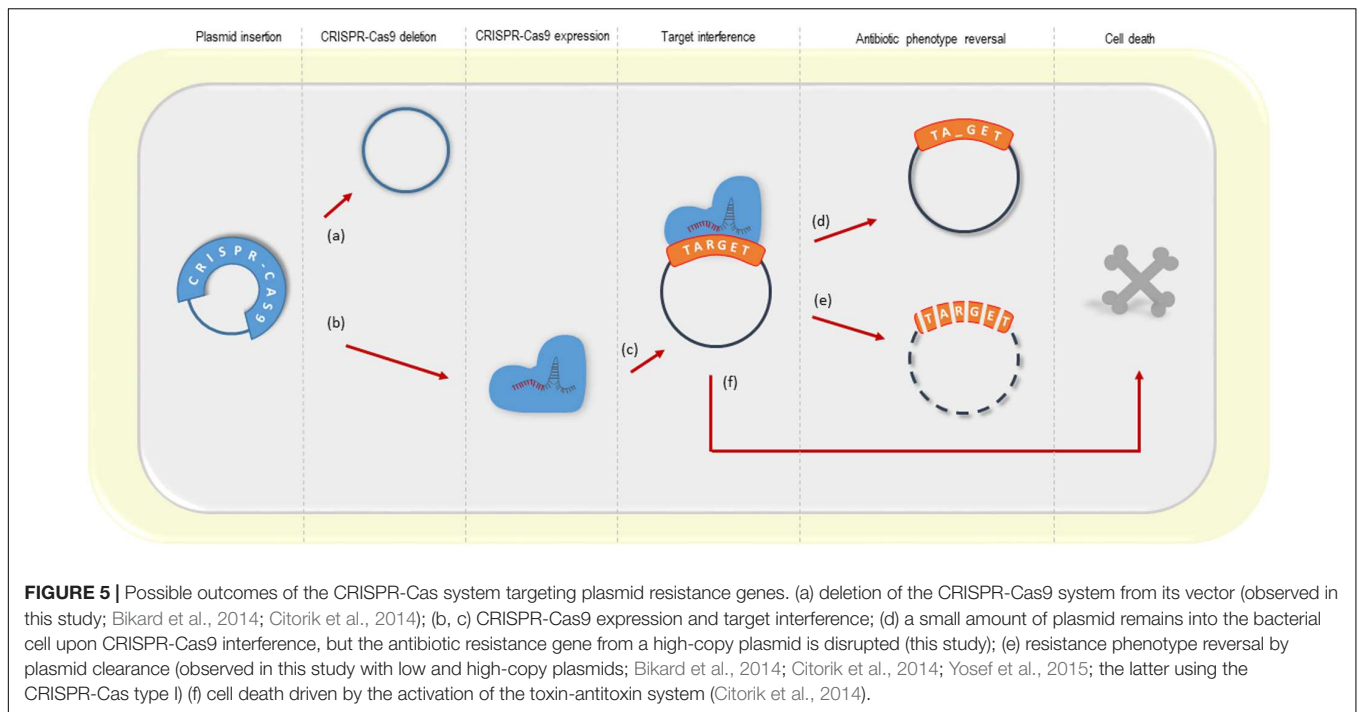 Plasmid insertion
CRISPR-Cas9 deletion
CRISPR-Cas9 expression
Target interference
Antibiotic phenotype reversal
Cell death
CRISPR-CAS9
(a)
(b)
(c)
TARGET
(d)
TA_GET
(e)
TARGET
(f)
FIGURE 5 | Possible outcomes of the CRISPR-Cas system targeting plasmid resistance genes. (a) deletion of the CRISPR-Cas9 system from its vector (observed in
this study; Bikard et al., 2014; Citorik et al., 2014); (b, c) CRISPR-Cas9 expression and target interference; (d) a small amount of plasmid remains into the bacterial
cell upon CRISPR-Cas9 interference, but the antibiotic resistance gene from a high-copy plasmid is disrupted (this study); (e) resistance phenotype reversal by
plasmid clearance (observed in this study with low and high-copy plasmids; Bikard et al., 2014; Citorik et al., 2014; Yosef et al., 2015; the latter using the
CRISPR-Cas type I) (f) cell death driven by the activation of the toxin-antitoxin system (Citorik et al., 2014).